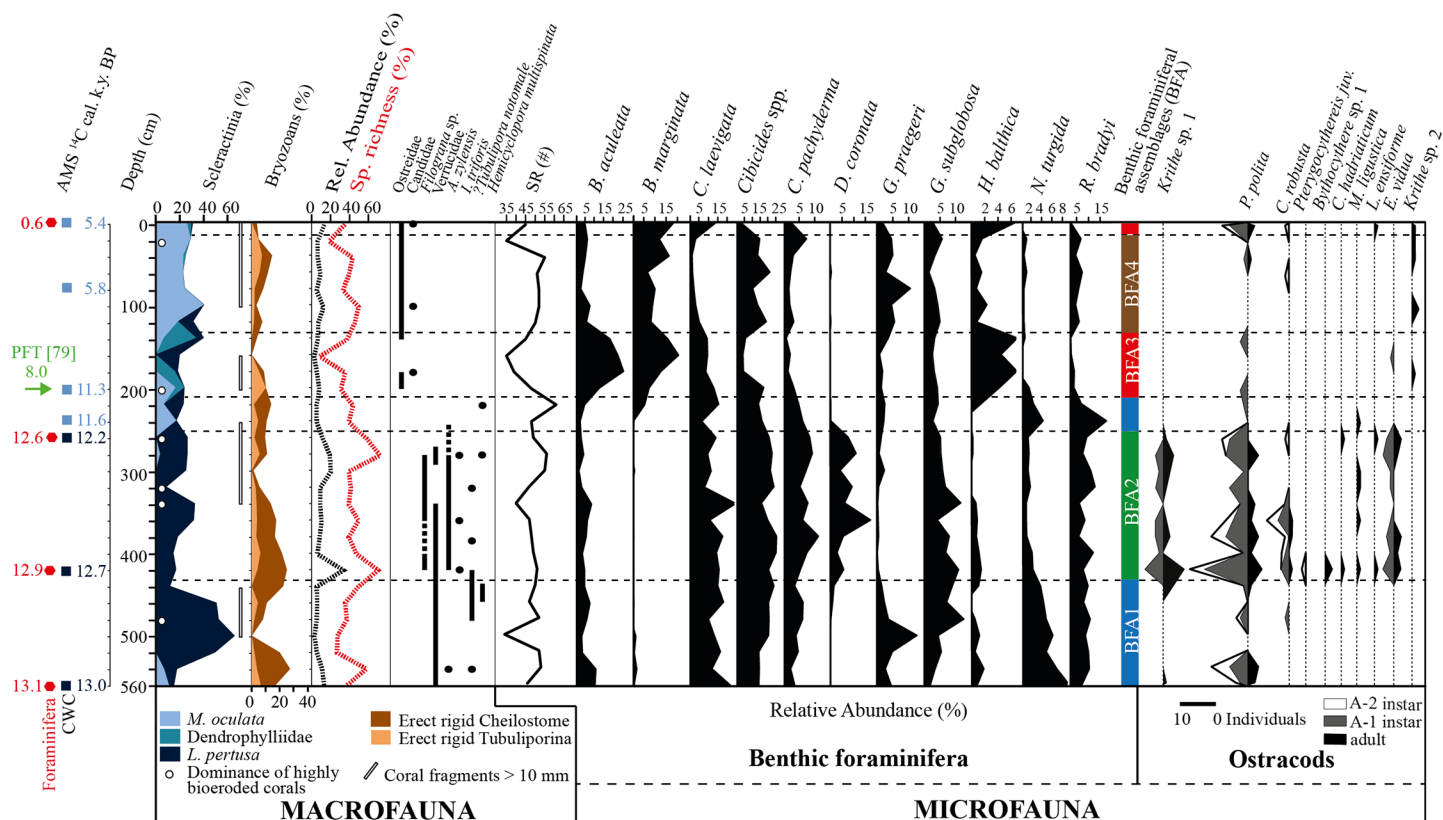 AMS ¹⁴C cal. k.y. BP
Depth (cm)
Scleractinia (%)
Bryozoans (%)
Rel. Abundance (%)
Sp. richness (%)
Ostreidae
Candidae
Filograna sp.
Verrucidae
A. zylensis
I. triforis
?Tubulipora notomale
Hemicyclopora multispinata
SR (#)
B. aculeata
B. marginata
C. laevigata
Cibicides spp.
C. pachyderma
D. coronata
G. praegeri
G. subglobosa
H. balthica
N. turgida
R. bradyi
Benthic foraminiferal
assemblages (BFA)
Krithe sp. 1
P. polita
C. robusta
Pterygocythereis juv.
Bythocythere sp. 1
C. hadriaticum
M. ligustica
L. ensiforme
E. vidua
Krithe sp. 2
0 20 40 60
0 20 40 60
35 45 55 65
5 15 25
5 15
5 15
5 15 25
5 10
5 15
5 10
5 10
2 4 6
2 4 6 8
5 15
0.6
5.4
0
5.8
100
PFT [79]
8.0
11.3
200
11.6
12.6
12.2
300
400
12.9
12.7
500
13.1
13.0
560
BFA4
BFA3
BFA2
BFA1
Foraminifera
CWC
0 20 40
M. oculata
Dendrophylliidae
L. pertusa
Dominance of highly
bioeroded corals
Erect rigid Cheilostome
Erect rigid Tubuliporina
Coral fragments > 10 mm
MACROFAUNA
Relative Abundance (%)
Benthic foraminifera
10 0 Individuals
A-2 instar
A-1 instar
adult
Ostracods
MICROFAUNA